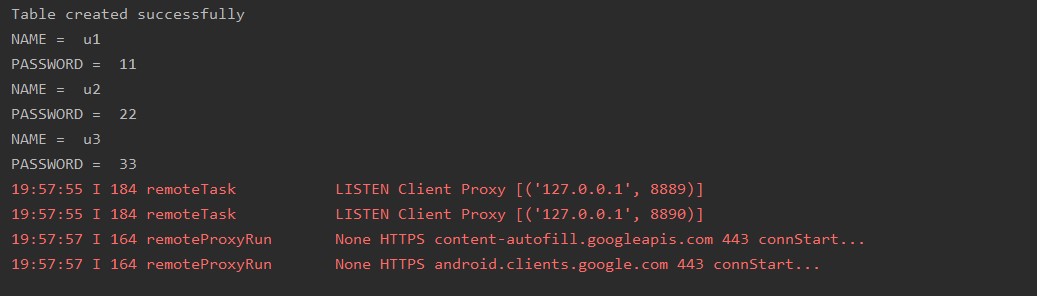 Table created successfully
NAME =  u1
PASSWORD =  11
NAME =  u2
PASSWORD =  22
NAME =  u3
PASSWORD =  33
19:57:55 I 184 remoteTask           LISTEN Client Proxy [('127.0.0.1', 8889)]
19:57:55 I 184 remoteTask           LISTEN Client Proxy [('127.0.0.1', 8890)]
19:57:57 I 164 remoteProxyRun       None HTTPS content-autofill.googleapis.com 443 connStart...
19:57:57 I 164 remoteProxyRun       None HTTPS android.clients.google.com 443 connStart...